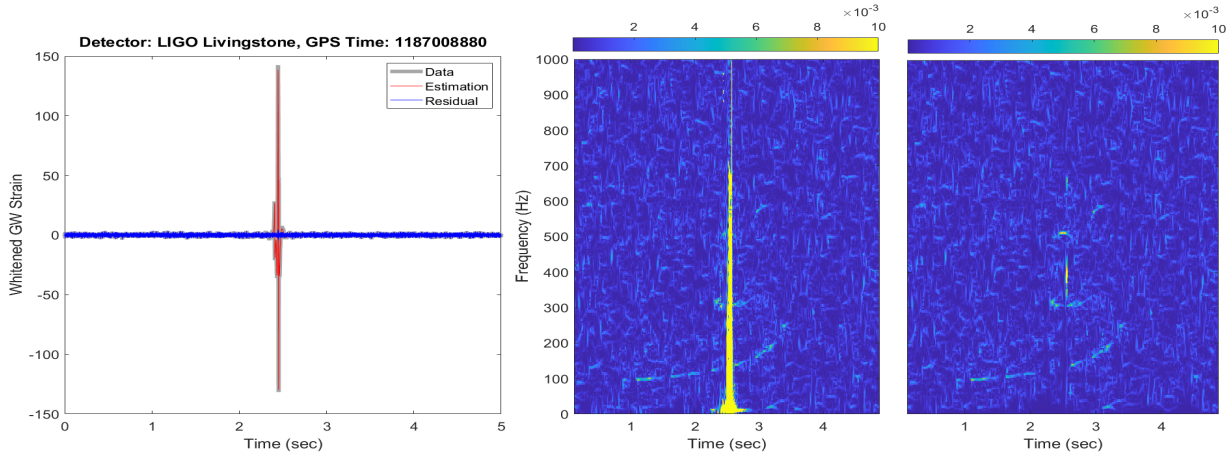 Detector: LIGO Livingstone, GPS Time: 1187008880
150
100
50
0
-50
-100
-150
Whitened GW Strain
Data
Estimation
Residual
0 1 2 3 4 5
Time (sec)
×10⁻³
2 4 6 8 10
1000
900
800
700
600
500
400
300
200
100
0
Frequency (Hz)
1 2 3 4
Time (sec)
×10⁻³
2 4 6 8 10
1 2 3 4
Time (sec)